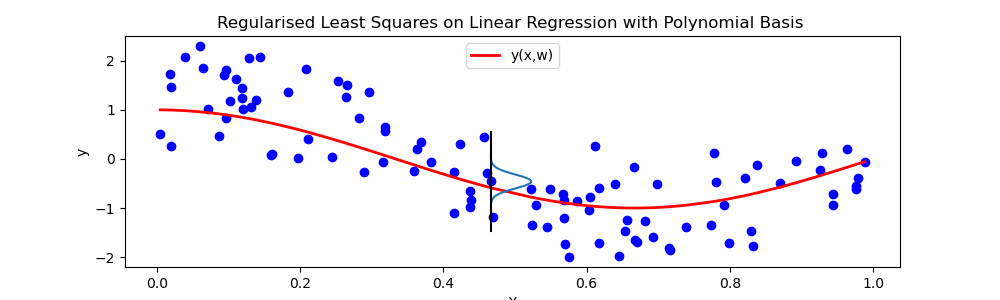 Regularised Least Squares on Linear Regression with Polynomial Basis
y(x,w)
y
2
1
0
−1
−2
0.0 0.2 0.4 0.6 0.8 1.0